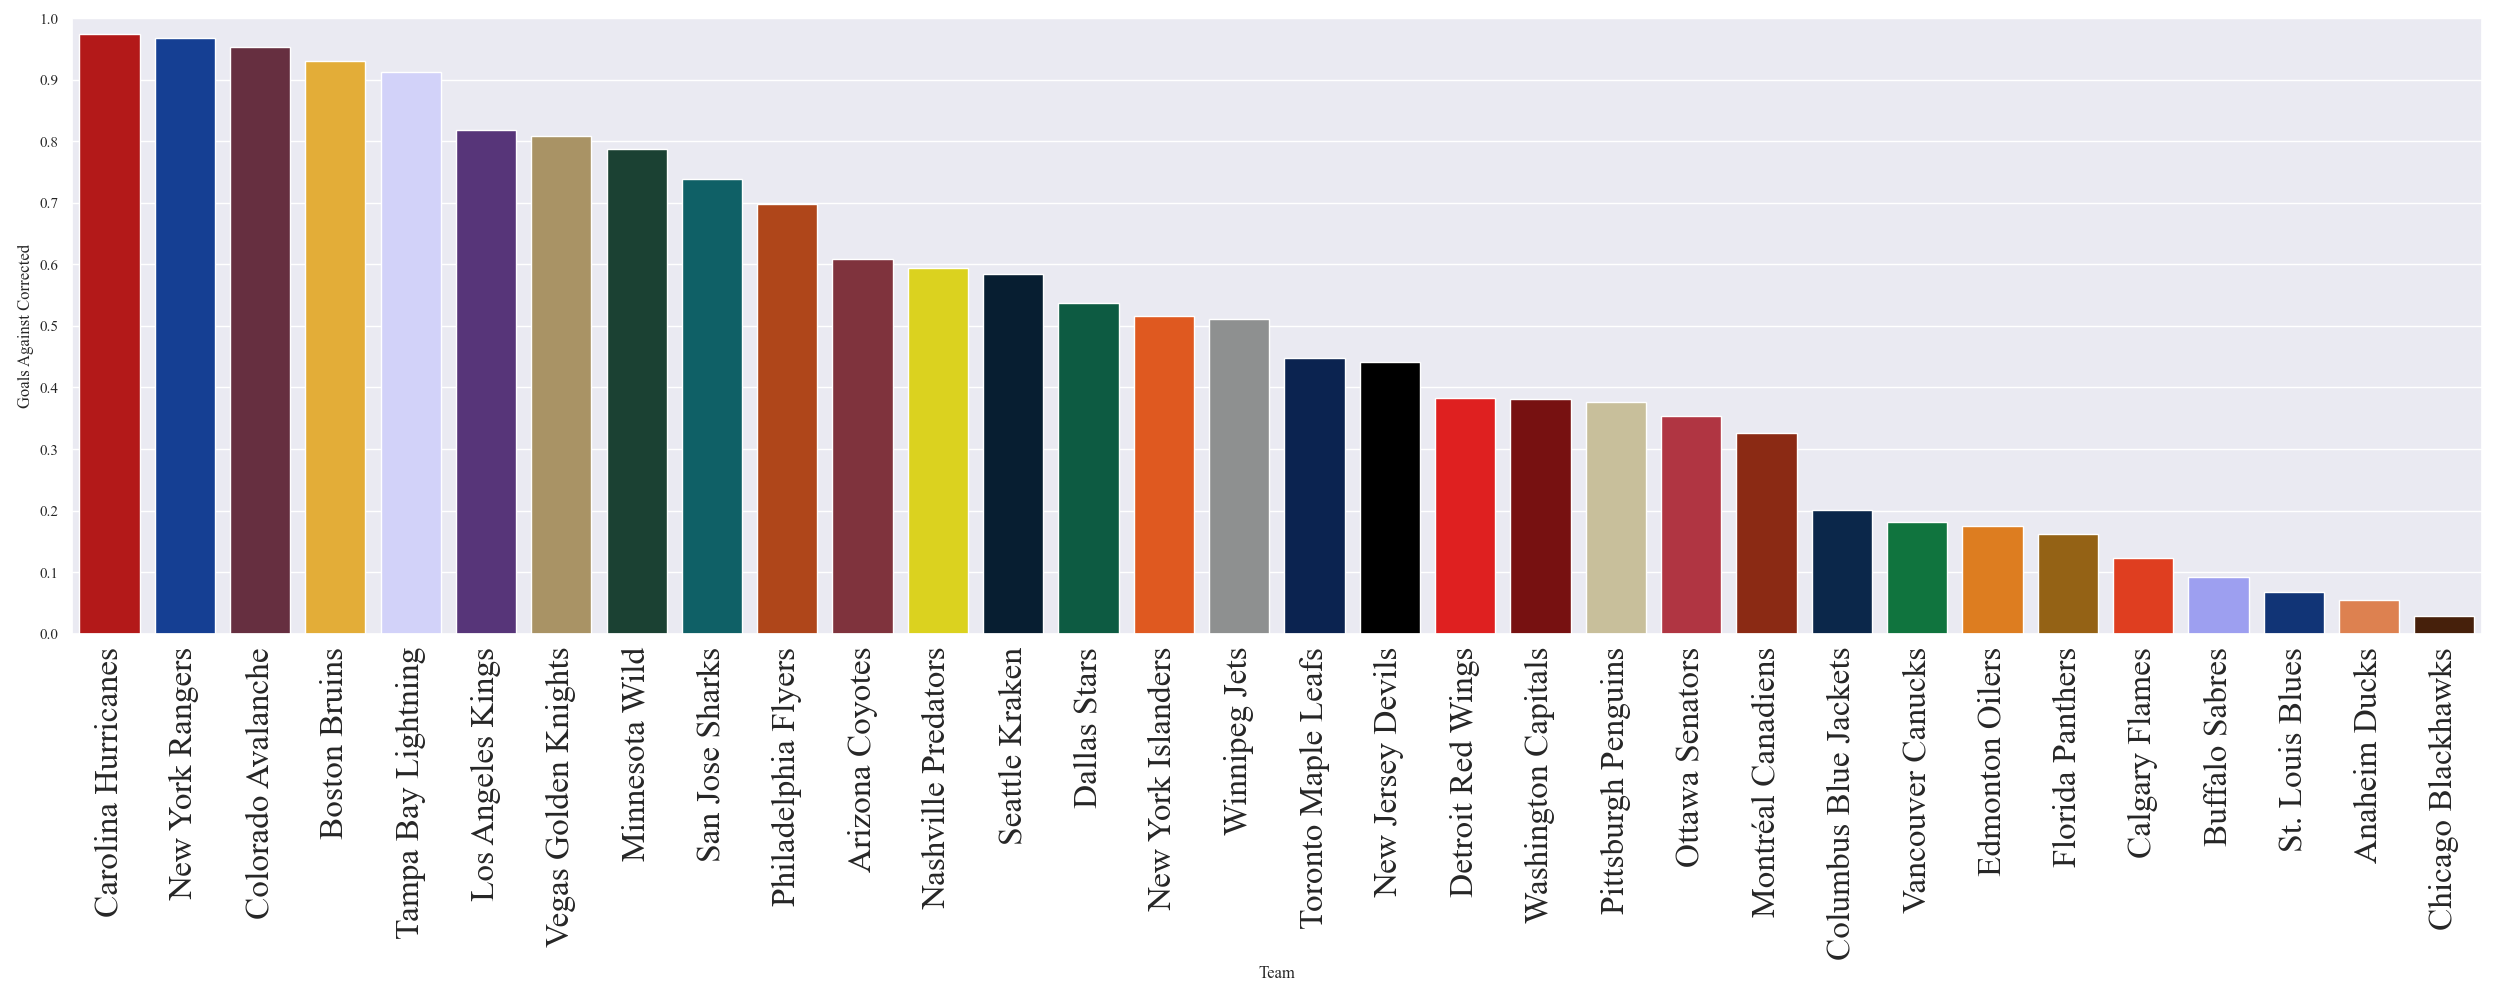 1.0
0.9
0.8
0.7
0.6
0.5
0.4
0.3
0.2
0.1
0.0
Goals Against Corrected
Carolina Hurricanes
New York Rangers
Colorado Avalanche
Boston Bruins
Tampa Bay Lightning
Los Angeles Kings
Vegas Golden Knights
Minnesota Wild
San Jose Sharks
Philadelphia Flyers
Arizona Coyotes
Nashville Predators
Seattle Kraken
Dallas Stars
New York Islanders
Winnipeg Jets
Toronto Maple Leafs
New Jersey Devils
Detroit Red Wings
Washington Capitals
Pittsburgh Penguins
Ottawa Senators
Montréal Canadiens
Columbus Blue Jackets
Vancouver Canucks
Edmonton Oilers
Florida Panthers
Calgary Flames
Buffalo Sabres
St. Louis Blues
Anaheim Ducks
Chicago Blackhawks
Team